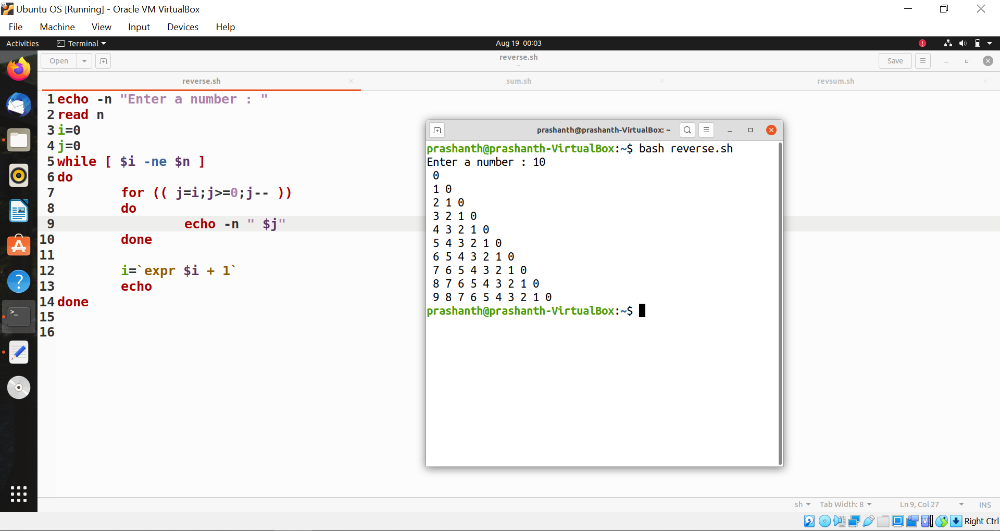 Ubuntu OS [Running] - Oracle VM VirtualBox
File Machine View Input Devices Help
Activities Terminal Aug 19 00:03
Open reverse.sh Save
~
reverse.sh sum.sh revsum.sh
1 echo -n "Enter a number : "
2 read n
3 i=0
4 j=0
5 while [ $i -ne $n ]
6 do
7 for (( j=i;j>=0;j-- ))
8 do
9 echo -n " $j"
10 done
11
12 i=`expr $i + 1`
13 echo
14 done
15
16
prashanth@prashanth-VirtualBox: ~
prashanth@prashanth-VirtualBox:~$ bash reverse.sh
Enter a number : 10
0
1 0
2 1 0
3 2 1 0
4 3 2 1 0
5 4 3 2 1 0
6 5 4 3 2 1 0
7 6 5 4 3 2 1 0
8 7 6 5 4 3 2 1 0
9 8 7 6 5 4 3 2 1 0
prashanth@prashanth-VirtualBox:~$
sh Tab Width: 8 Ln 9, Col 27 INS
Right Ctrl